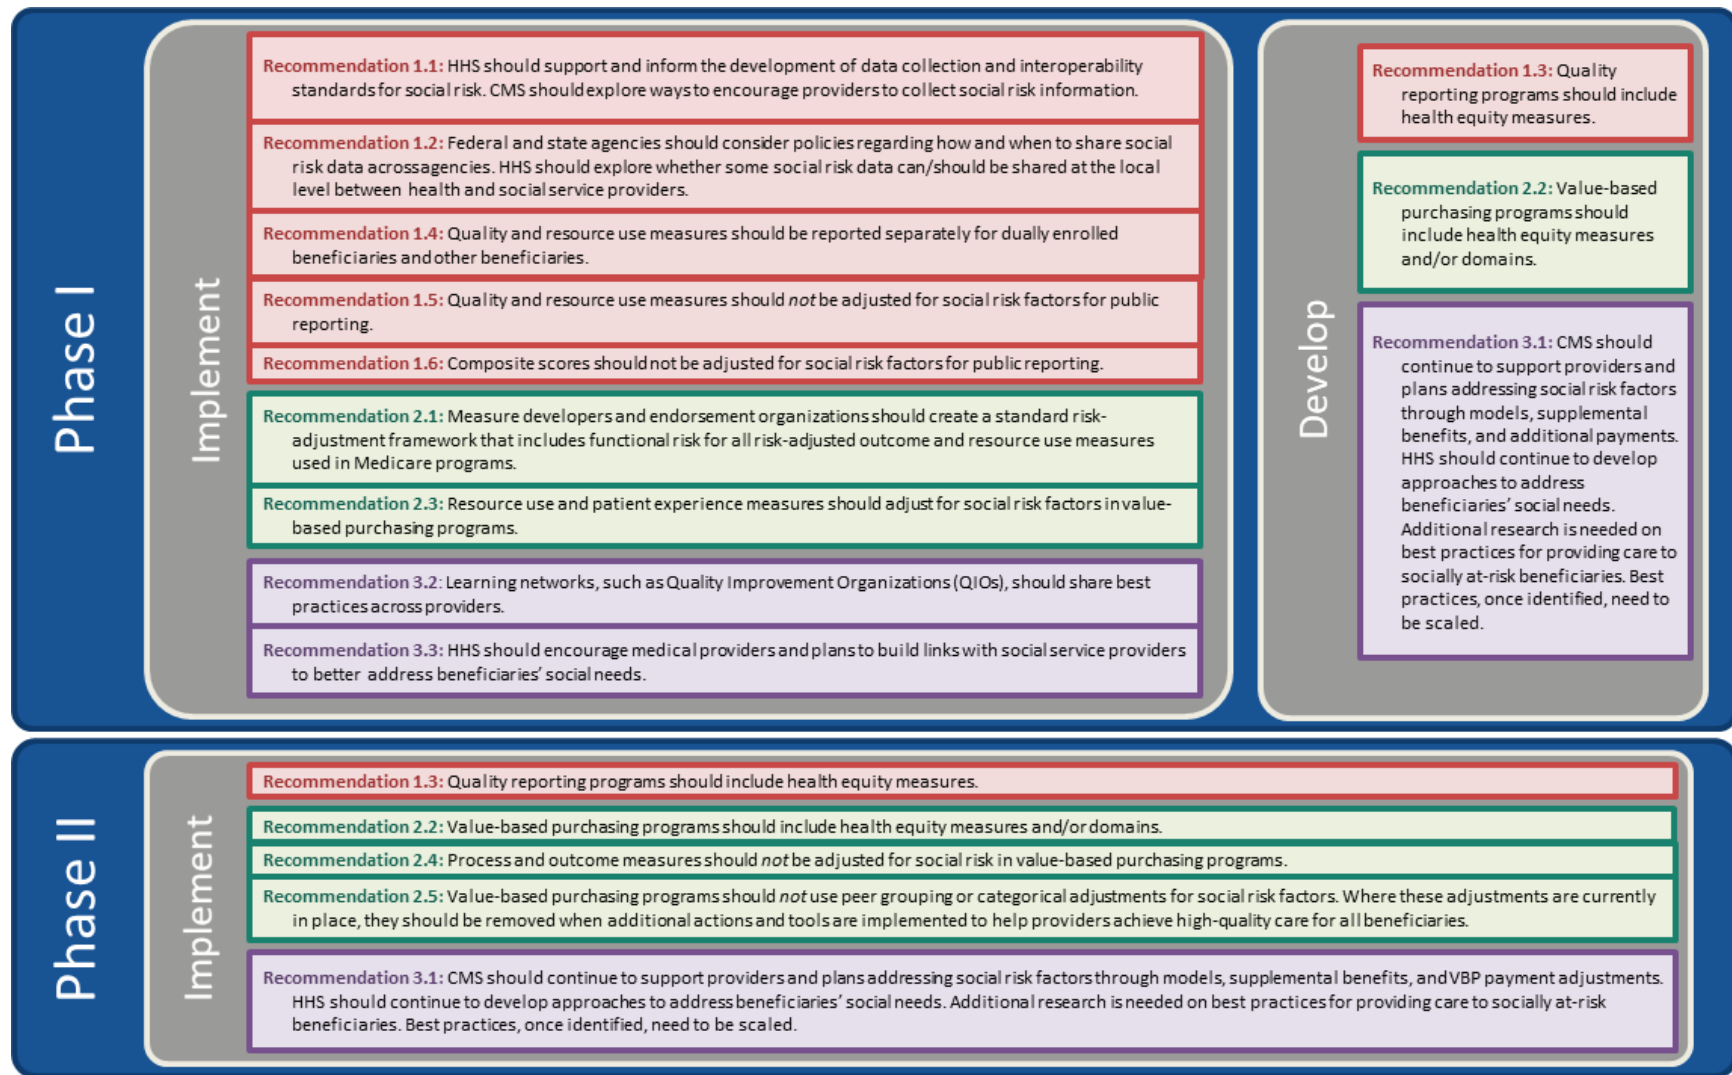 Phase I
Implement
Recommendation 1.1: HHS should support and inform the development of data collection and interoperability
standards for social risk. CMS should explore ways to encourage providers to collect social risk information.
Recommendation 1.2: Federal and state agencies should consider policies regarding how and when to share social
risk data acrossagencies. HHS should explore whether some social risk data can/should be shared at the local
level between health and social service providers.
Recommendation 1.4: Quality and resource use measures should be reported separately for dually enrolled
beneficiaries and other beneficiaries.
Recommendation 1.5: Quality and resource use measures should not be adjusted for social risk factors for public
reporting.
Recommendation 1.6: Composite scores should not be adjusted for social risk factors for public reporting.
Recommendation 2.1: Measure developers and endorsement organizations should create a standard risk-
adjustment framework that includes functional risk for all risk-adjusted outcome and resource use measures
used in Medicare programs.
Recommendation 2.3: Resource use and patient experience measures should adjust for social risk factors in value-
based purchasing programs.
Recommendation 3.2: Learning networks, such as Quality Improvement Organizations (QIOs), should share best
practices across providers.
Recommendation 3.3: HHS should encourage medical providers and plans to build links with social service providers
to better address beneficiaries' social needs.
Develop
Recommendation 1.3: Quality
reporting programs should include
health equity measures.
Recommendation 2.2: Value-based
purchasing programs should
include health equity measures
and/or domains.
Recommendation 3.1: CMS should
continue to support providers and
plans addressing social risk factors
through models, supplemental
benefits, and additional payments.
HHS should continue to develop
approaches to address
beneficiaries' social needs.
Additional research is needed on
best practices for providing care to
socially at-risk beneficiaries. Best
practices, once identified, need to
be scaled.
Phase II
Implement
Recommendation 1.3: Quality reporting programs should include health equity measures.
Recommendation 2.2: Value-based purchasing programs should include health equity measures and/or domains.
Recommendation 2.4: Process and outcome measures should not be adjusted for social risk in value-based purchasing programs.
Recommendation 2.5: Value-based purchasing programs should not use peer grouping or categorical adjustments for social risk factors. Where these adjustments are currently
in place, they should be removed when additional actions and tools are implemented to help providers achieve high-quality care for all beneficiaries.
Recommendation 3.1: CMS should continue to support providers and plans addressing social risk factors through models, supplemental benefits, and VBP payment adjustments.
HHS should continue to develop approaches to address beneficiaries' social needs. Additional research is needed on best practices for providing care to socially at-risk
beneficiaries. Best practices, once identified, need to be scaled.